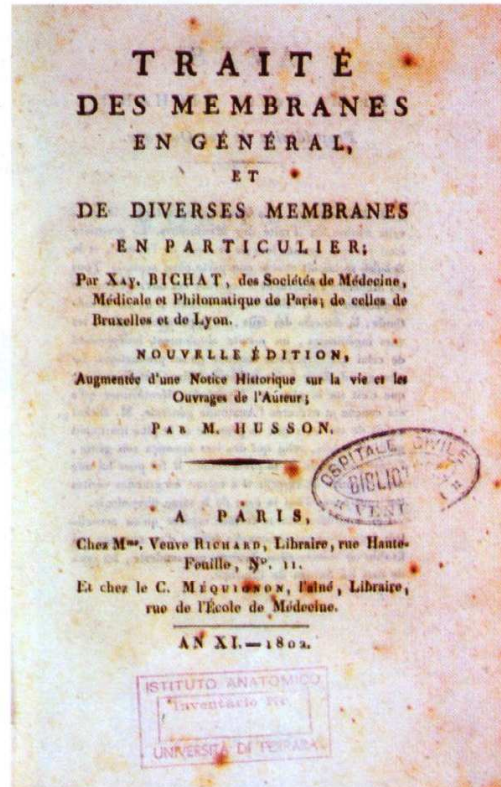 TRAITÉ
DES MEMBRANES
EN GÉNÉRAL,
ET
DE DIVERSES MEMBRANES
EN PARTICULIER;
Par Xav. BICHAT, des Sociétés de Médecine,
Médicale et Philomatique de Paris; de celles de
Bruxelles et de Lyon.
NOUVELLE ÉDITION,
Augmentée d'une Notice Historique sur la vie et les
Ouvrages de l'Auteur;
PAR M. HUSSON.
OSPITALE CIVILE
BIBLIOT
VENE
A PARIS,
Chez Mme. Veuve RICHARD, Libraire, rue Haute-
Feuille, N°. 11.
Et chez le C. MÉQUIGNON, l'aîné, Libraire,
rue de l'École de Médecine.
AN XI.—1802.
ISTITUTO ANATOMICO
Inventario Nr.
UNIVERSITÀ DI FERRARA